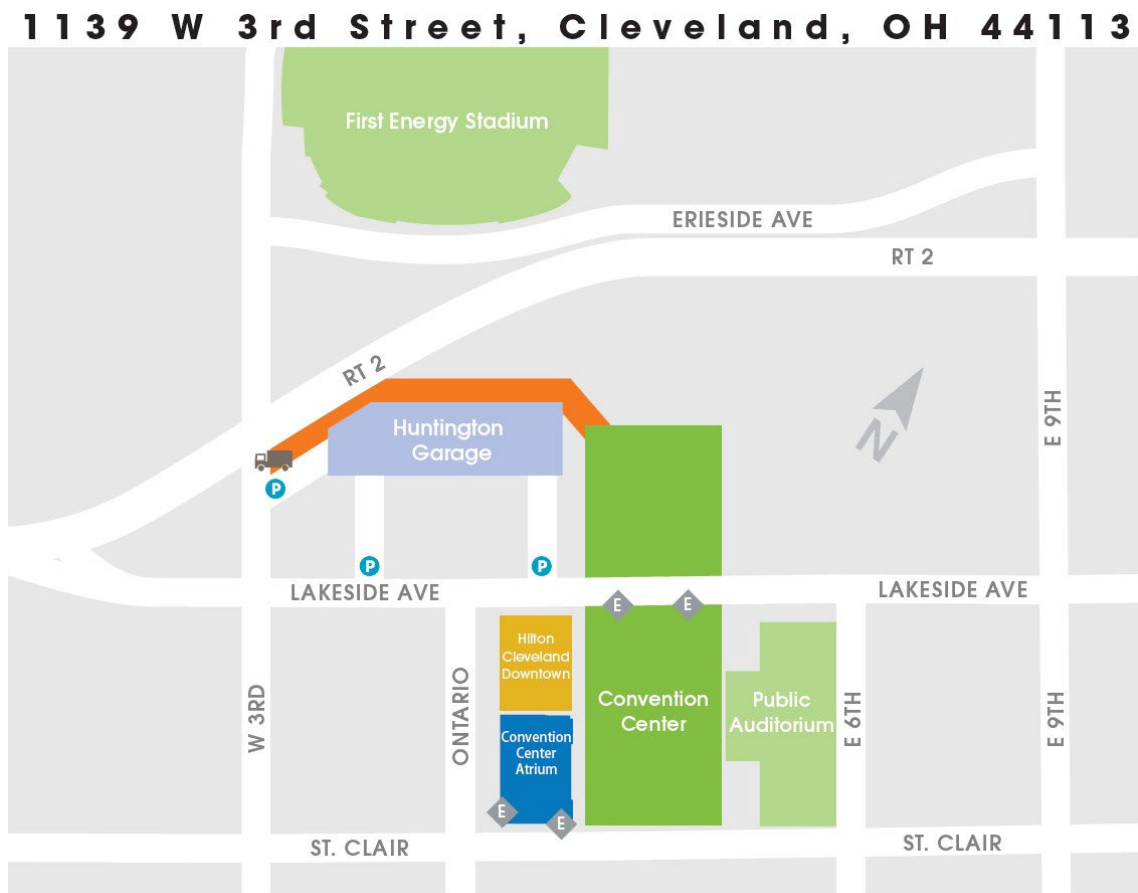 1139 W 3rd Street, Cleveland, OH 44113
First Energy Stadium
ERIESIDE AVE
RT 2
RT 2
E 9TH
Huntington
Garage
N
P
P
P
LAKESIDE AVE
LAKESIDE AVE
E
E
Hilton
Cleveland
Downtown
W 3RD
ONTARIO
Convention
Center
Public
Auditorium
E 6TH
E 9TH
Convention
Center
Atrium
E
E
ST. CLAIR
ST. CLAIR